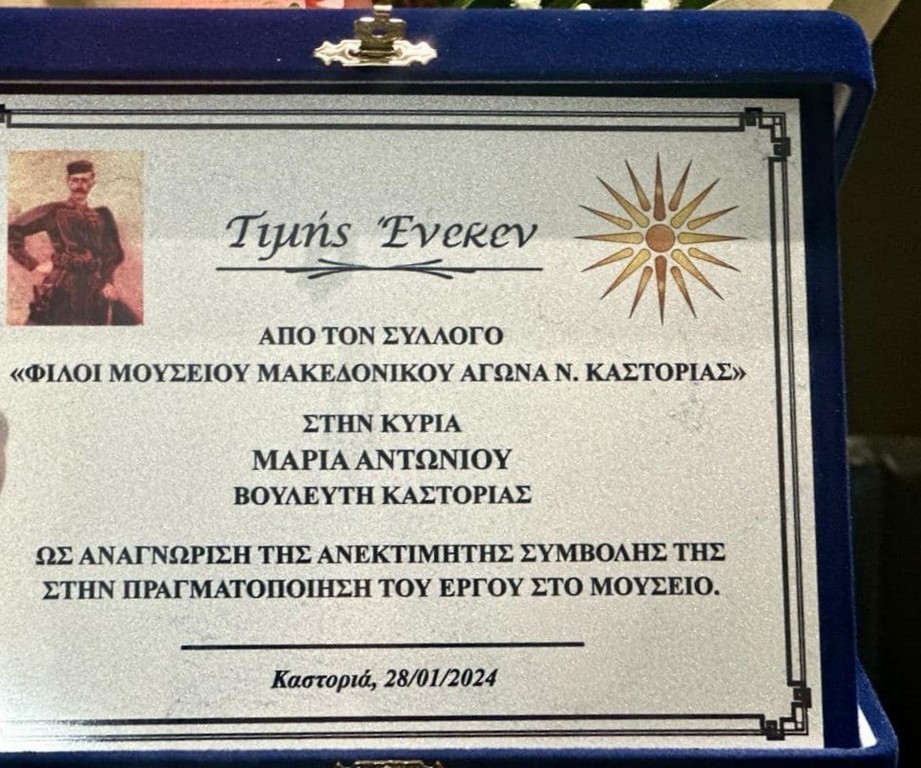 Τιμής Ένεκεν
ΑΠΟ ΤΟΝ ΣΥΛΛΟΓΟ
«ΦΙΛΟΙ ΜΟΥΣΕΙΟΥ ΜΑΚΕΔΟΝΙΚΟΥ ΑΓΩΝΑ Ν. ΚΑΣΤΟΡΙΑΣ»
ΣΤΗΝ ΚΥΡΙΑ
ΜΑΡΙΑ ΑΝΤΩΝΙΟΥ
ΒΟΥΛΕΥΤΗ ΚΑΣΤΟΡΙΑΣ
ΩΣ ΑΝΑΓΝΩΡΙΣΗ ΤΗΣ ΑΝΕΚΤΙΜΗΤΗΣ ΣΥΜΒΟΛΗΣ ΤΗΣ
ΣΤΗΝ ΠΡΑΓΜΑΤΟΠΟΙΗΣΗ ΤΟΥ ΕΡΓΟΥ ΣΤΟ ΜΟΥΣΕΙΟ.
Καστοριά, 28/01/2024